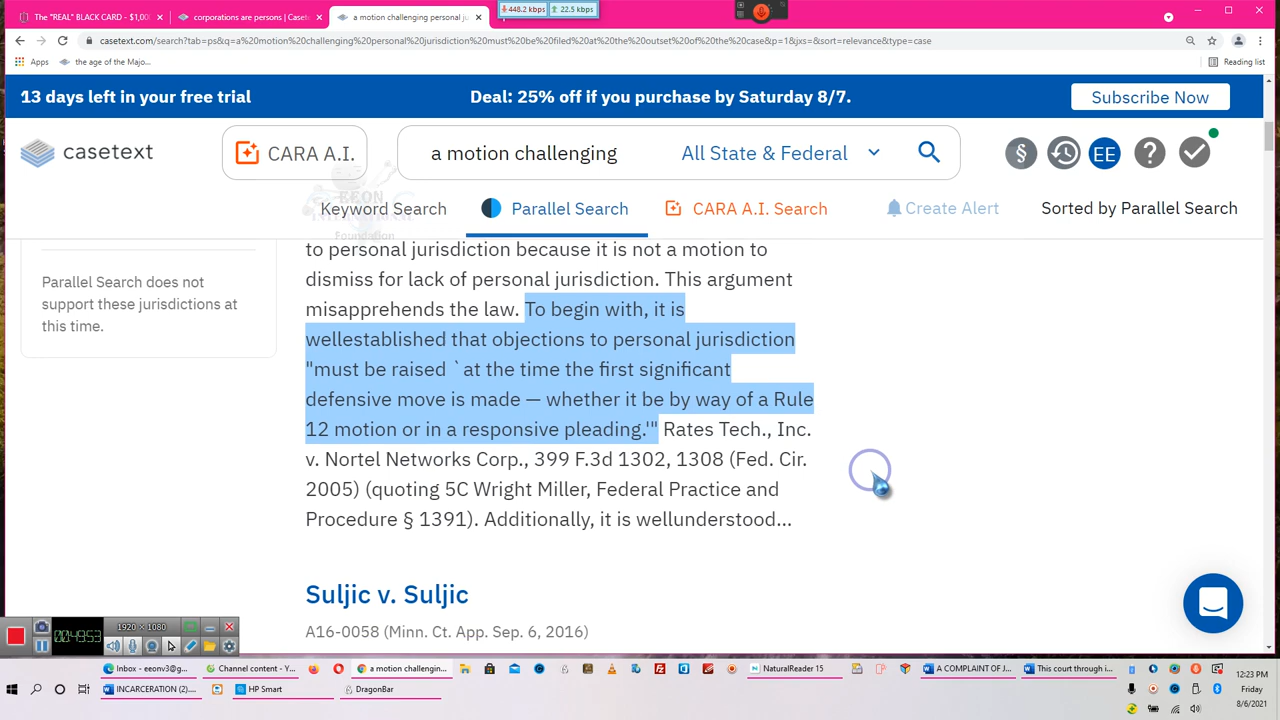 The "REAL" BLACK CARD - $1,00
corporations are persons | Casete
a motion challenging personal ju
448.2 kbps
22.5 kbps
casetext.com/search?tab=ps&q=a%20motion%20challenging%20personal%20jurisdiction%20must%20be%20filed%20at%20the%20outset%20of%20the%20case&p=1&jxs=&sort=relevance&type=case
Apps
the age of the Majo...
Reading list
13 days left in your free trial
Deal: 25% off if you purchase by Saturday 8/7.
Subscribe Now
casetext
CARA A.I.
a motion challenging
All State & Federal
§
EE
?
EEON
Foundation
Keyword Search
Parallel Search
CARA A.I. Search
Create Alert
Sorted by Parallel Search
Parallel Search does not
support these jurisdictions at
this time.
to personal jurisdiction because it is not a motion to
dismiss for lack of personal jurisdiction. This argument
misapprehends the law. To begin with, it is
wellestablished that objections to personal jurisdiction
"must be raised `at the time the first significant
defensive move is made — whether it be by way of a Rule
12 motion or in a responsive pleading.'" Rates Tech., Inc.
v. Nortel Networks Corp., 399 F.3d 1302, 1308 (Fed. Cir.
2005) (quoting 5C Wright Miller, Federal Practice and
Procedure § 1391). Additionally, it is wellunderstood...
Suljic v. Suljic
A16-0058 (Minn. Ct. App. Sep. 6, 2016)
1920 × 1080
Inbox - eeonv3@g...
Channel content - Y...
a motion challengin...
NaturalReader 15
A COMPLAINT OF J...
This court through i...
INCARCERATION (2)....
HP Smart
DragonBar
12:23 PM
Friday
8/6/2021